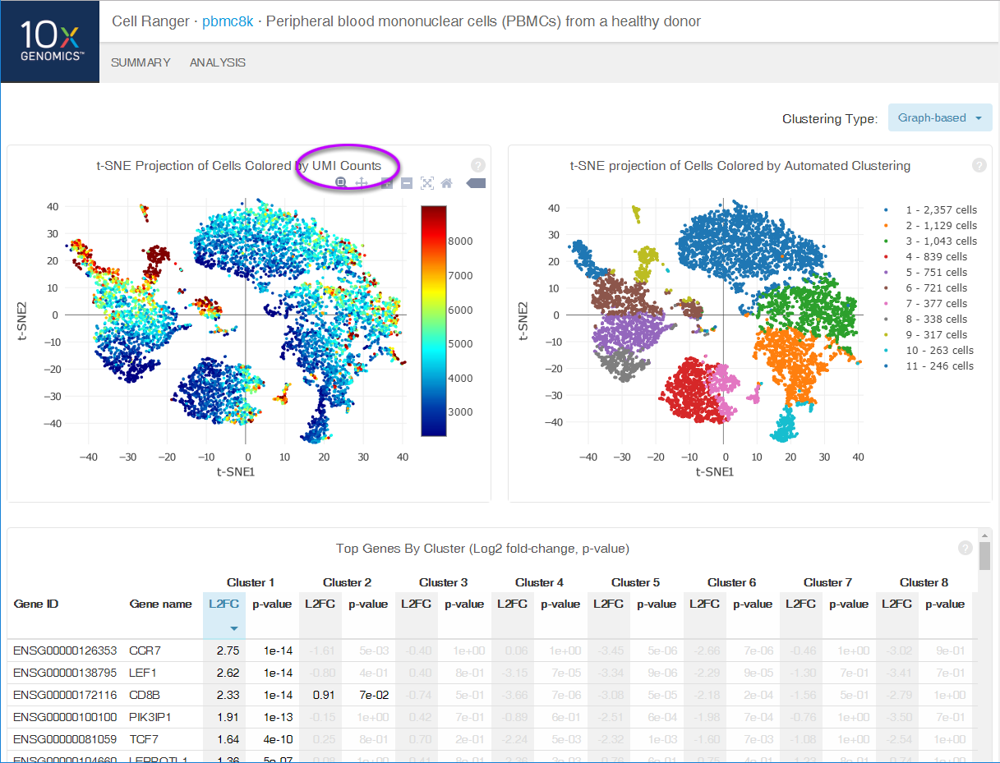 10x
GENOMICS™
Cell Ranger · pbmc8k · Peripheral blood mononuclear cells (PBMCs) from a healthy donor
SUMMARY ANALYSIS
Clustering Type: Graph-based
t-SNE Projection of Cells Colored by UMI Counts ?
40
30
20
10
0
−10
−20
−30
−40
t-SNE2
−40 −30 −20 −10 0 10 20 30 40
t-SNE1
8000
7000
6000
5000
4000
3000
t-SNE projection of Cells Colored by Automated Clustering ?
40
30
20
10
0
−10
−20
−30
−40
t-SNE2
−40 −30 −20 −10 0 10 20 30 40
t-SNE1
1 - 2,357 cells
2 - 1,129 cells
3 - 1,043 cells
4 - 839 cells
5 - 751 cells
6 - 721 cells
7 - 377 cells
8 - 338 cells
9 - 317 cells
10 - 263 cells
11 - 246 cells
Top Genes By Cluster (Log2 fold-change, p-value) ?
Cluster 1 Cluster 2 Cluster 3 Cluster 4 Cluster 5 Cluster 6 Cluster 7 Cluster 8
Gene ID Gene name L2FC p-value L2FC p-value L2FC p-value L2FC p-value L2FC p-value L2FC p-value L2FC p-value L2FC p-value
ENSG00000126353 CCR7 2.75 1e-14 -1.61 5e-03 -0.40 1e+00 0.06 1e+00 -3.45 5e-06 -2.66 7e-06 -0.46 1e+00 -3.02 9e-01
ENSG00000138795 LEF1 2.62 1e-14 -0.80 4e-01 0.40 8e-01 -3.15 7e-05 -3.34 9e-06 -2.29 9e-05 -1.30 7e-01 -3.41 7e-01
ENSG00000172116 CD8B 2.33 1e-14 0.91 7e-02 -0.74 5e-01 -3.66 7e-06 -3.08 5e-05 -2.18 2e-04 -1.56 5e-01 -2.79 1e+00
ENSG00000100100 PIK3IP1 1.91 1e-13 -0.15 1e+00 0.42 7e-01 -0.89 6e-01 -2.51 6e-04 -1.98 7e-04 -0.76 1e+00 -3.50 7e-01
ENSG00000081059 TCF7 1.64 4e-10 0.25 8e-01 0.70 2e-01 -2.24 5e-03 -2.32 1e-03 -1.60 7e-03 -1.08 1e+00 -2.54 1e+00
ENSG00000104660 LEPROTL1 1.36 5e-07